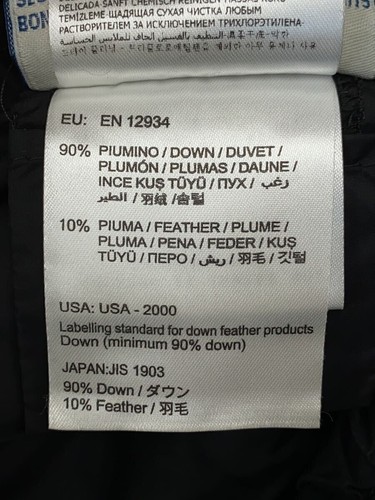 DELICADA SANFT CHEMISCH REINIGEN HASSAS KURU
TEMİZLEME-ЩАДЯЩАЯ СУХАЯ ЧИСТКА ЛЮБЫМ
РАСТВОРИТЕЛЕМ ЗА ИСКЛЮЧЕНИЕМ ТРИХЛОРЭТИЛЕНА-
EU: EN 12934
90% PIUMINO / DOWN / DUVET /
PLUMÓN / PLUMAS / DAUNE /
INCE KUŞ TÜYÜ / ПУХ / زغب
الطير / 羽绒 /솜털
10% PIUMA / FEATHER / PLUME /
PLUMA / PENA / FEDER / KUŞ
TÜYÜ / ПЕРО / ريش / 羽毛 / 깃털
USA: USA - 2000
Labelling standard for down feather products
Down (minimum 90% down)
JAPAN:JIS 1903
90% Down / ダウン
10% Feather / 羽毛